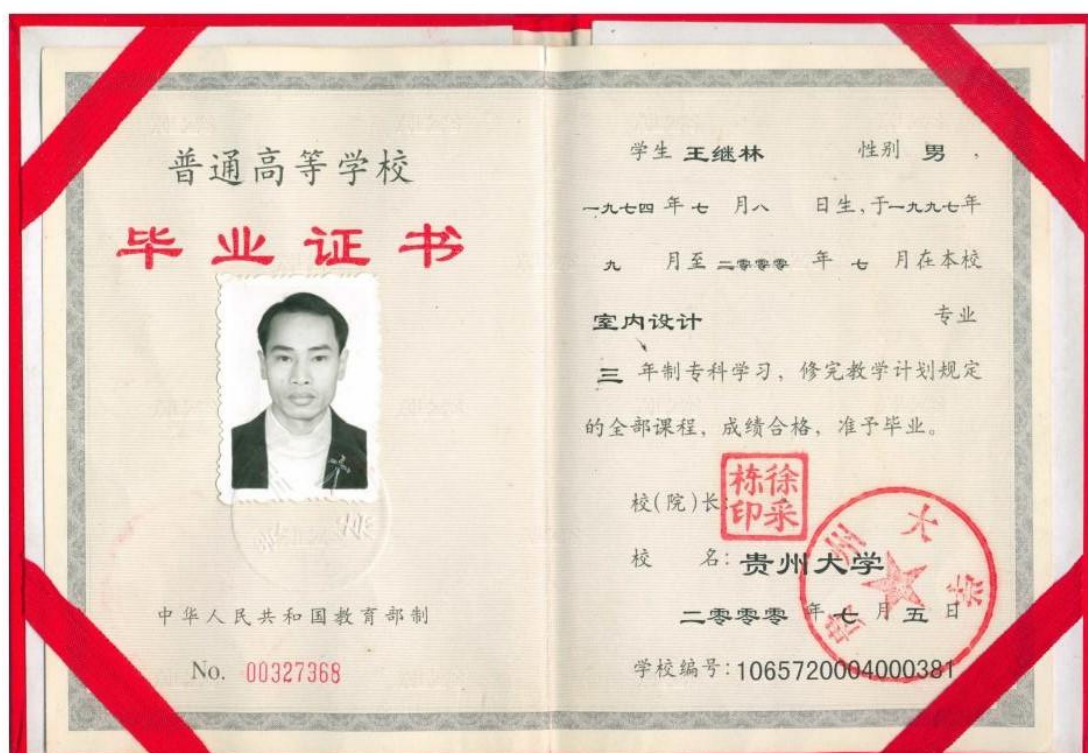 普通高等学校
毕业证书
中华人民共和国教育部制
No. 00327368
学生 王继林 性别 男,
一九七四 年 七 月 八 日生,于一九九七年
九 月至 二零零零 年 七 月在本校
室内设计 专业
三 年制专科学习, 修完教学计划规定
的全部课程, 成绩合格, 准予毕业。
校(院)长:
徐采栋印
校 名: 贵州大学
贵州大学
二零零零 年 七 月 五 日
学校编号: 1065720004000381